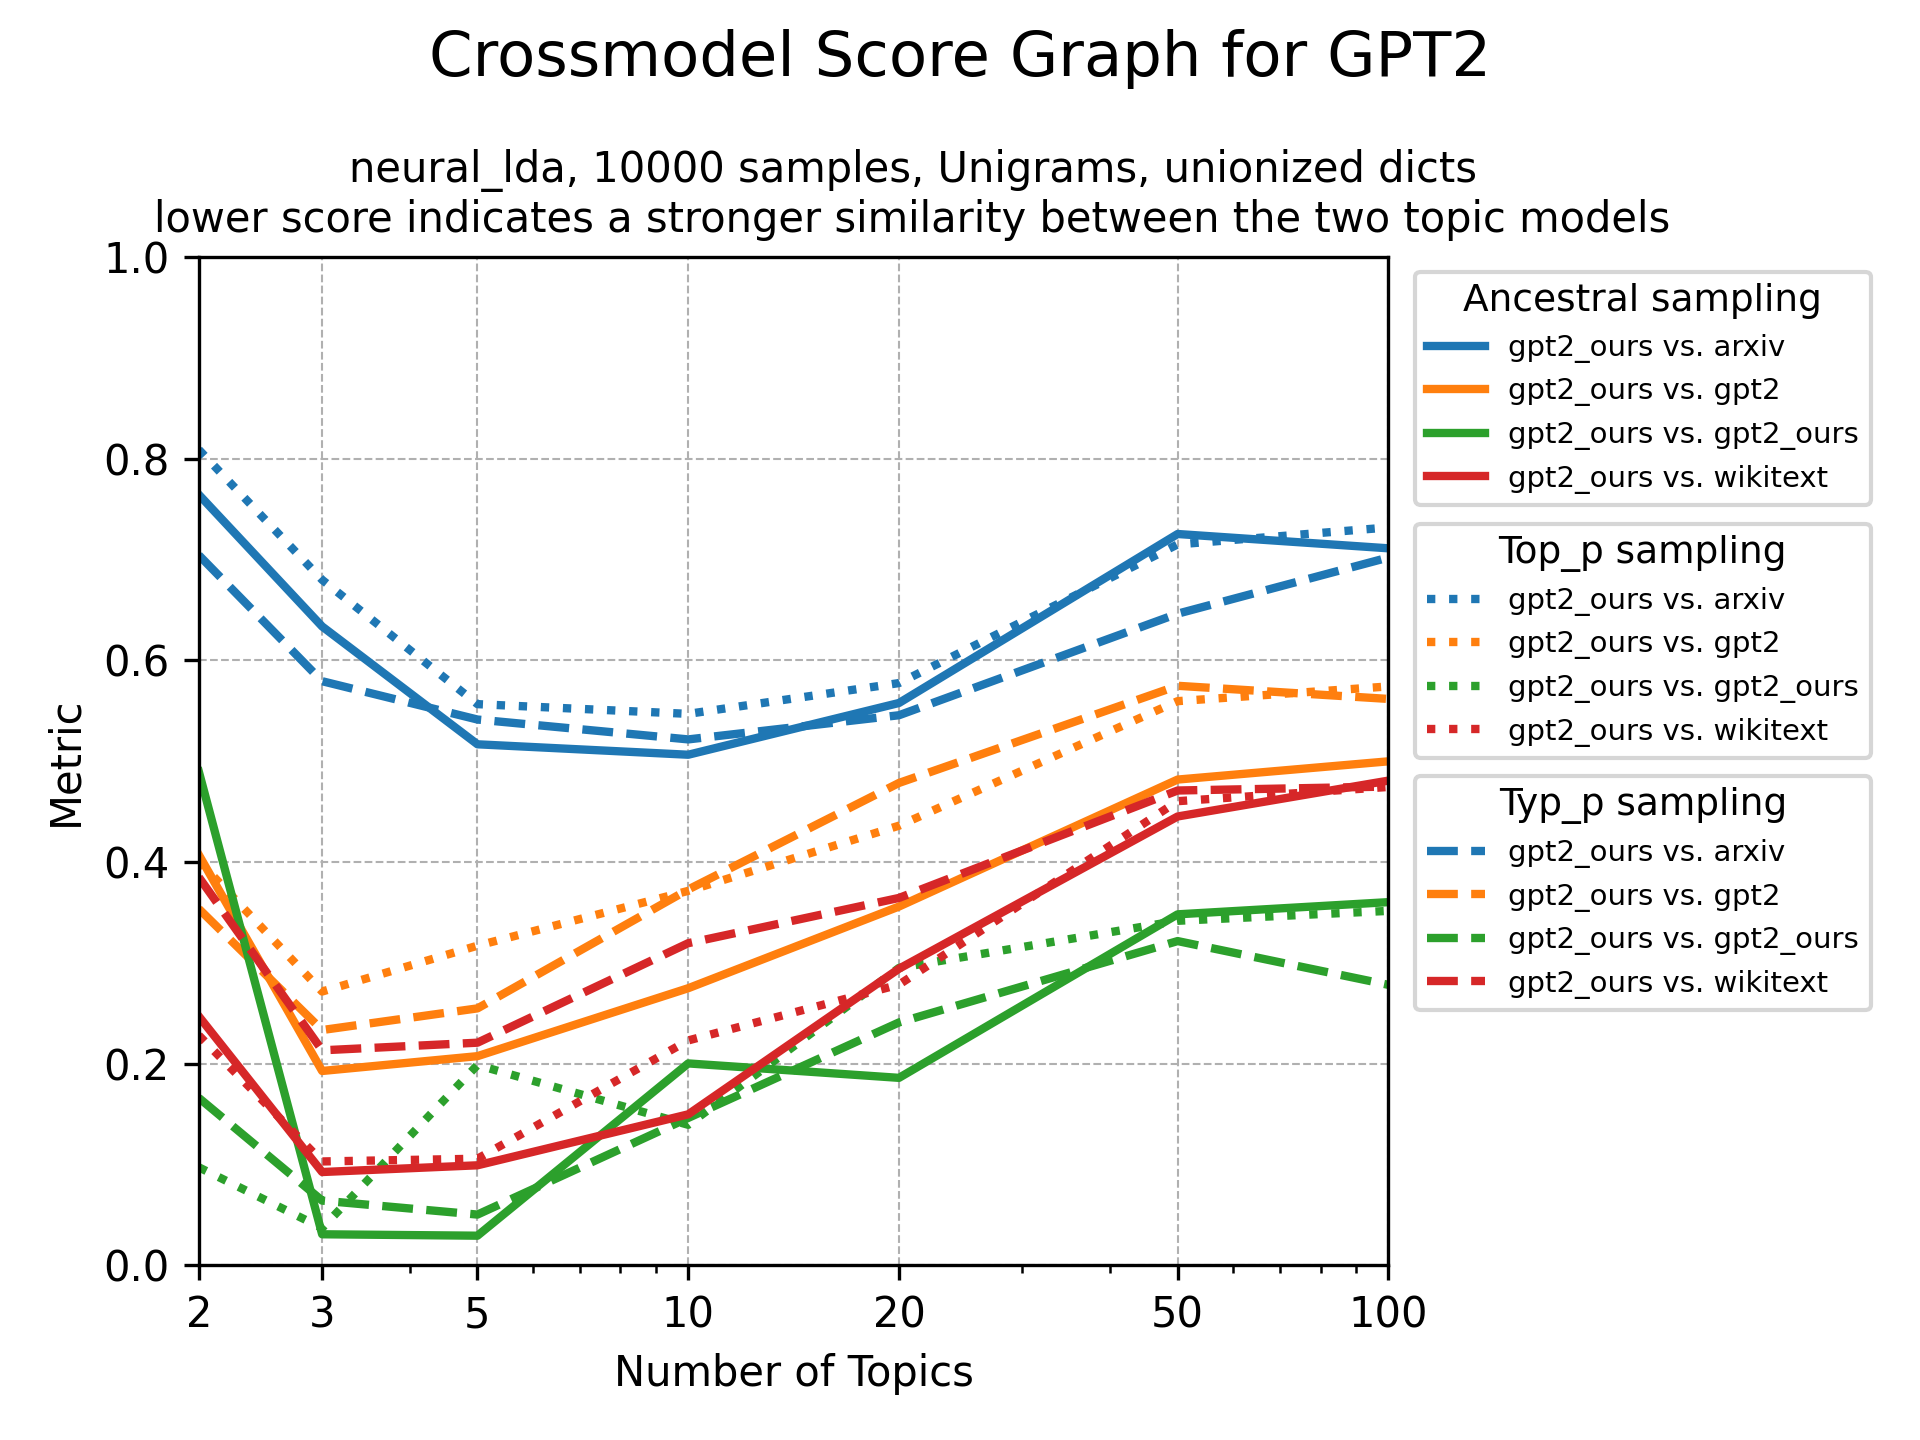 Crossmodel Score Graph for GPT2
neural_lda, 10000 samples, Unigrams, unionized dicts
lower score indicates a stronger similarity between the two topic models
1.0
0.8
0.6
0.4
0.2
0.0
Metric
2
3
5
10
20
50
100
Number of Topics
Ancestral sampling
gpt2_ours vs. arxiv
gpt2_ours vs. gpt2
gpt2_ours vs. gpt2_ours
gpt2_ours vs. wikitext
Top_p sampling
gpt2_ours vs. arxiv
gpt2_ours vs. gpt2
gpt2_ours vs. gpt2_ours
gpt2_ours vs. wikitext
Typ_p sampling
gpt2_ours vs. arxiv
gpt2_ours vs. gpt2
gpt2_ours vs. gpt2_ours
gpt2_ours vs. wikitext